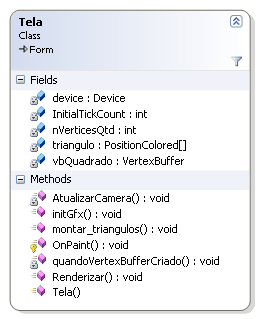 Tela
Class
Form
Fields
device : Device
InitialTickCount : int
nVerticesQtd : int
triangulo : PositionColored[]
vbQuadrado : VertexBuffer
Methods
AtualizarCamera() : void
initGfx() : void
montar_triangulos() : void
OnPaint() : void
quandoVertexBufferCriado() : void
Renderizar() : void
Tela()